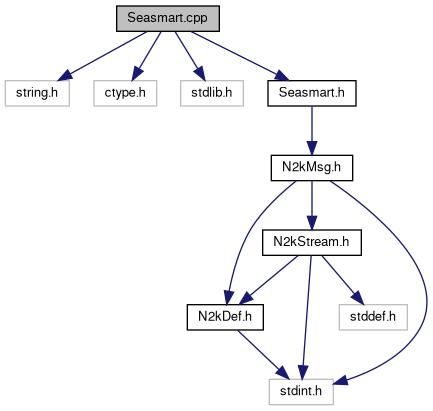 Seasmart.cpp
string.h
ctype.h
stdlib.h
Seasmart.h
N2kMsg.h
N2kStream.h
N2kDef.h
stddef.h
stdint.h